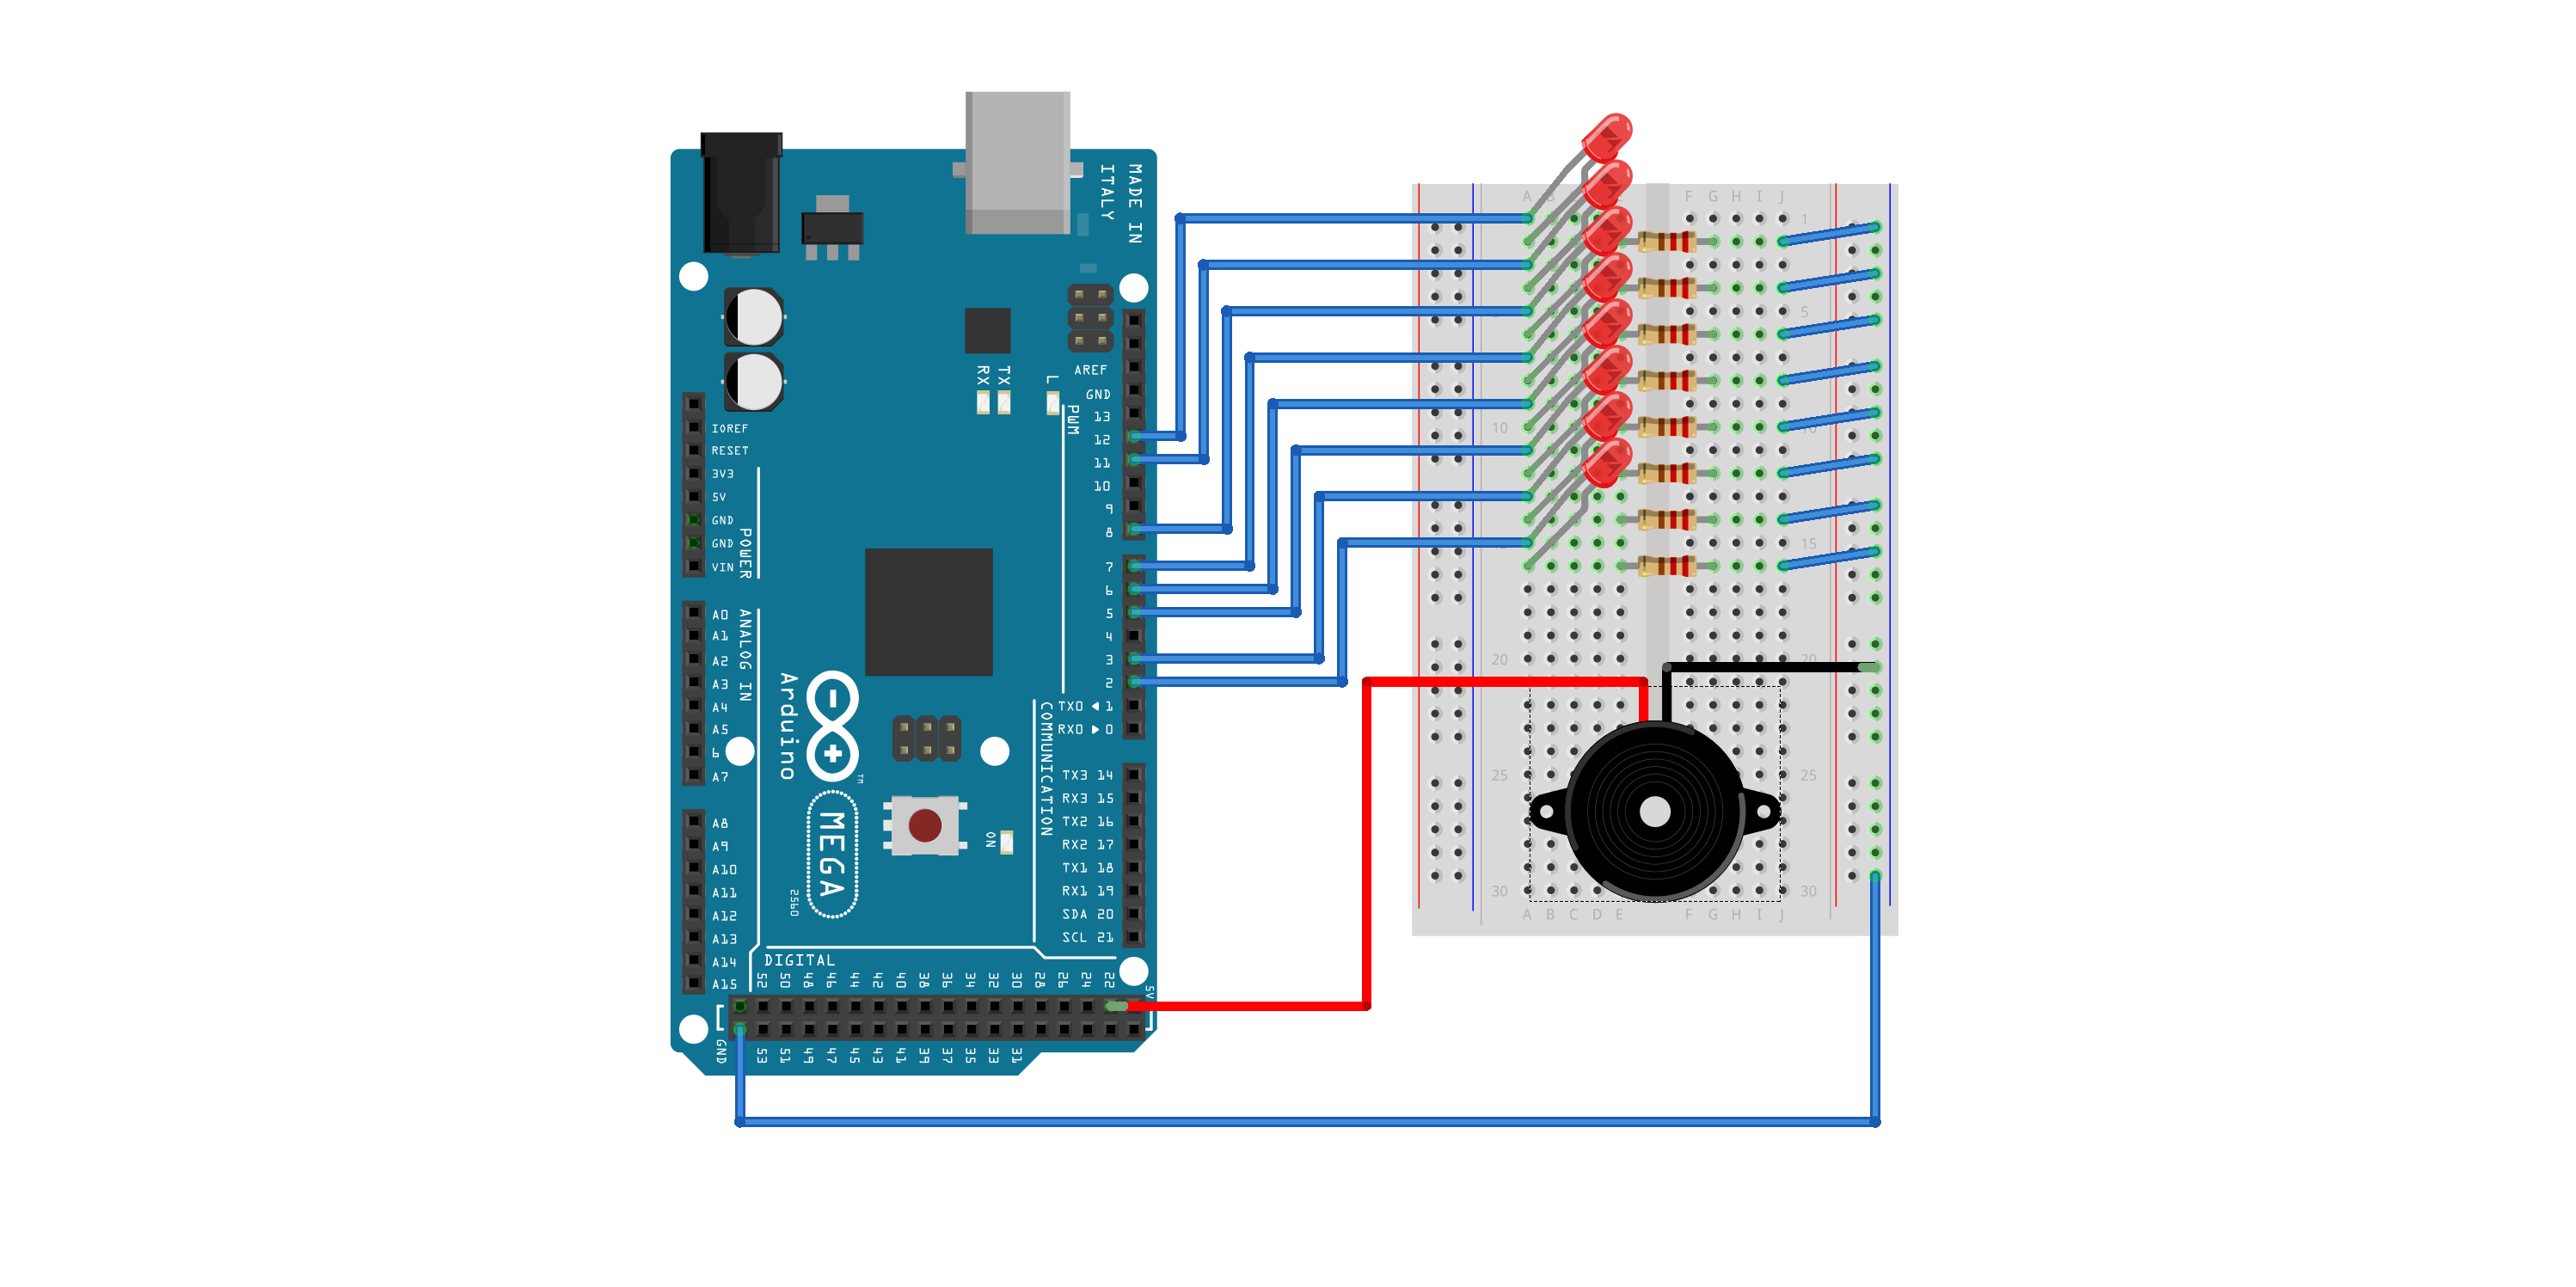 MADE IN
ITALY
RX
TX
L
PWM
AREF
GND
13
12
11
10
9
8
7
6
5
4
3
2
TX0 ◀ 1
RX0 ▶ 0
COMMUNICATION
TX3 14
RX3 15
TX2 16
RX2 17
TX1 18
RX1 19
SDA 20
SCL 21
IOREF
RESET
3V3
5V
GND
GND
VIN
POWER
A0
A1
A2
A3
A4
A5
6
A7
ANALOG IN
A8
A9
A10
A11
A12
A13
A14
A15
Arduino
TM
MEGA
2560
ON
DIGITAL
52 50 48 46 44 42 40 38 36 34 32 30 28 26 24 22
5V
GND
53 51 49 47 45 43 41 39 37 35 33 31
A F G H I J
1
5
10
15
20 20
25 25
30 30
A B C D E F G H I J